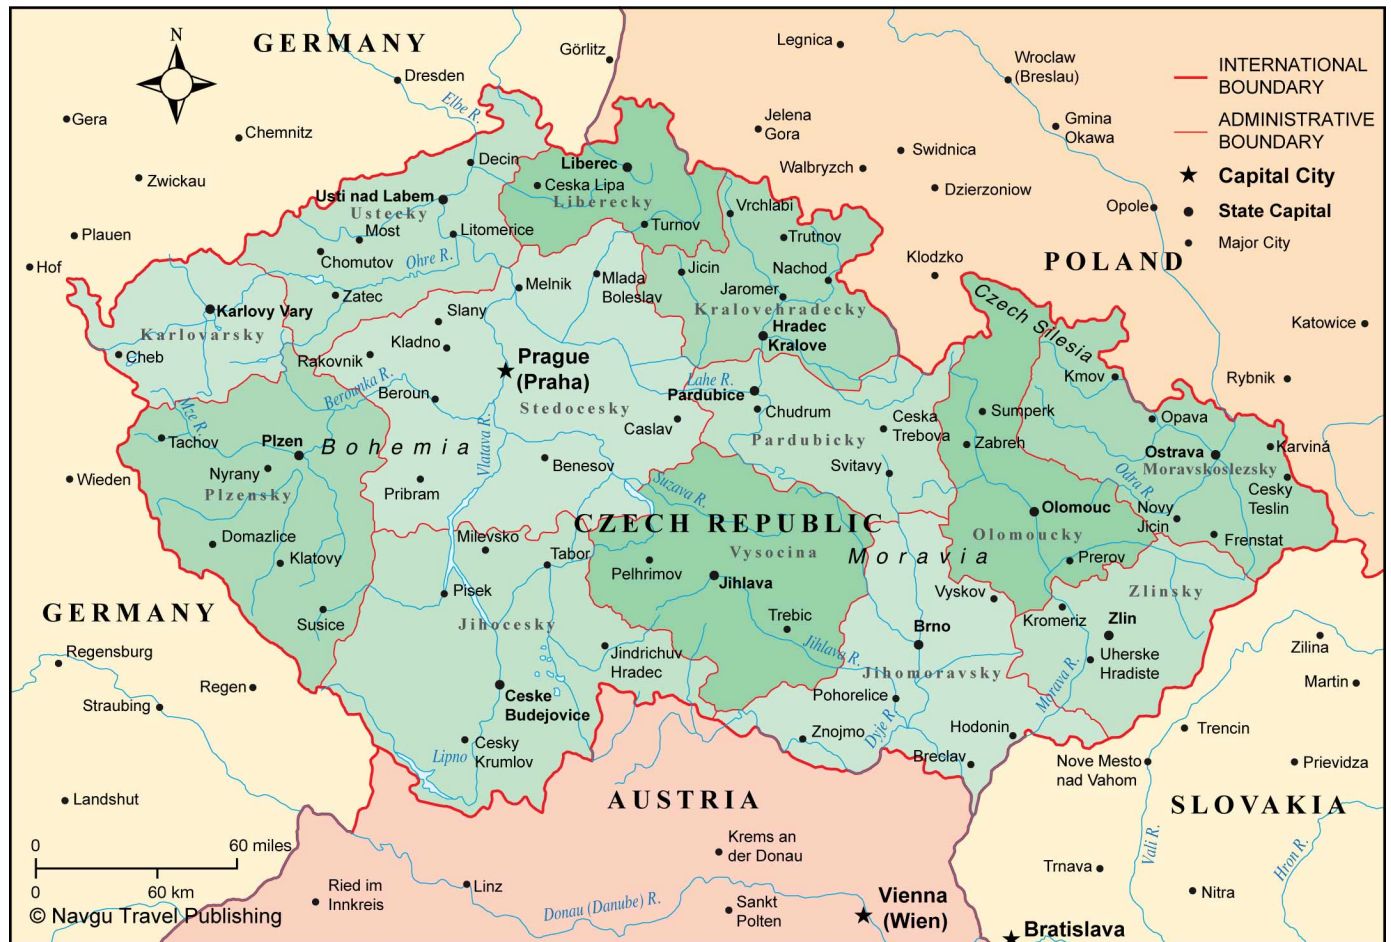 N
GERMANY
Görlitz
Legnica
Dresden
Elbe R.
Wroclaw
(Breslau)
INTERNATIONAL
BOUNDARY
ADMINISTRATIVE
BOUNDARY
Capital City
State Capital
Major City
Gera
Chemnitz
Jelena
Gora
Gmina
Okawa
Zwickau
Decin
Liberec
Walbryzch
Swidnica
Dzierzoniow
Usti nad Labem
Ustecky
Ceska Lipa
Liberecky
Vrchlabi
Opole
Plauen
Most
Litomerice
Turnov
Trutnov
Hof
Chomutov
Ohre R.
Klodzko
POLAND
Melnik
Mlada
Boleslav
Jicin
Nachod
Jaromer
Kralovehradecky
Czech Silesia
Zatec
Karlovy Vary
Karlovarsky
Slany
Kladno
Hradec
Kralove
Katowice
Cheb
Rakovnik
Prague
(Praha)
Berounka R.
Beroun
Stedocesky
Lahe R.
Pardubice
Chudrum
Pardubicky
Kmov
Rybnik
Mze R.
Tachov
Plzen
Bohemia
Vlatava R.
Caslav
Ceska
Trebova
Sumperk
Zabreh
Opava
Ostrava
Karviná
Moravskoslezsky
Wieden
Nyrany
Plzensky
Pribram
Benesov
Suzava R.
Svitavy
Odra R.
Cesky
Teslin
CZECH REPUBLIC
Olomouc
Olomoucky
Novy
Jicin
Frenstat
Domazlice
Klatovy
Milevsko
Tabor
Pelhrimov
Vysocina
Jihlava
Moravia
Prerov
Zlinsky
GERMANY
Susice
Pisek
Jihocesky
Trebic
Vyskov
Brno
Kromeriz
Zlin
Regensburg
Jindrichuv
Hradec
Jihlava R.
Jihomoravsky
Uherske
Hradiste
Zilina
Regen
Straubing
Ceske
Budejovice
Pohorelice
Morava R.
Martin
Cesky
Krumlov
Lipno
Znojmo
Dyje R.
Hodonin
Breclav
Trencin
Nove Mesto
nad Vahom
Prievidza
Landshut
AUSTRIA
SLOVAKIA
0
60 miles
0
60 km
Krems an
der Donau
Vali R.
Hron R.
Trnava
Nitra
Ried im
Innkreis
Linz
Donau (Danube) R.
Sankt
Polten
Vienna
(Wien)
Bratislava
© Navgu Travel Publishing